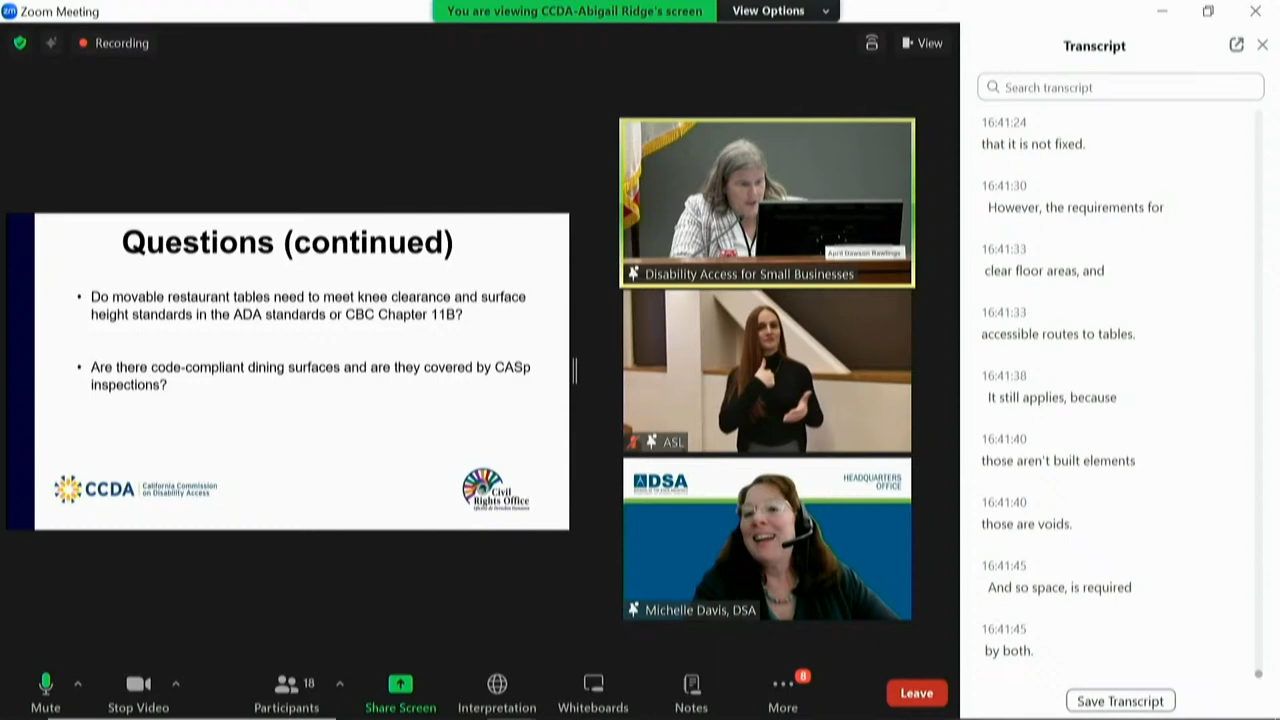 Zoom Meeting
You are viewing CCDA-Abigail Ridge's screen
View Options
Recording
View
Questions (continued)
• Do movable restaurant tables need to meet knee clearance and surface
height standards in the ADA standards or CBC Chapter 11B?
• Are there code-compliant dining surfaces and are they covered by CASp
inspections?
CCDA
California Commission
on Disability Access
Civil
Rights Office
April Dawson Rawlings
Disability Access for Small Businesses
ASL
DSA
HEADQUARTERS
OFFICE
Michelle Davis, DSA
Transcript
Search transcript
16:41:24
that it is not fixed.
16:41:30
However, the requirements for
16:41:33
clear floor areas, and
16:41:33
accessible routes to tables.
16:41:38
It still applies, because
16:41:40
those aren't built elements
16:41:40
those are voids.
16:41:45
And so space, is required
16:41:45
by both.
Save Transcript
Mute
Stop Video
18
Participants
Share Screen
Interpretation
Whiteboards
Notes
8
More
Leave